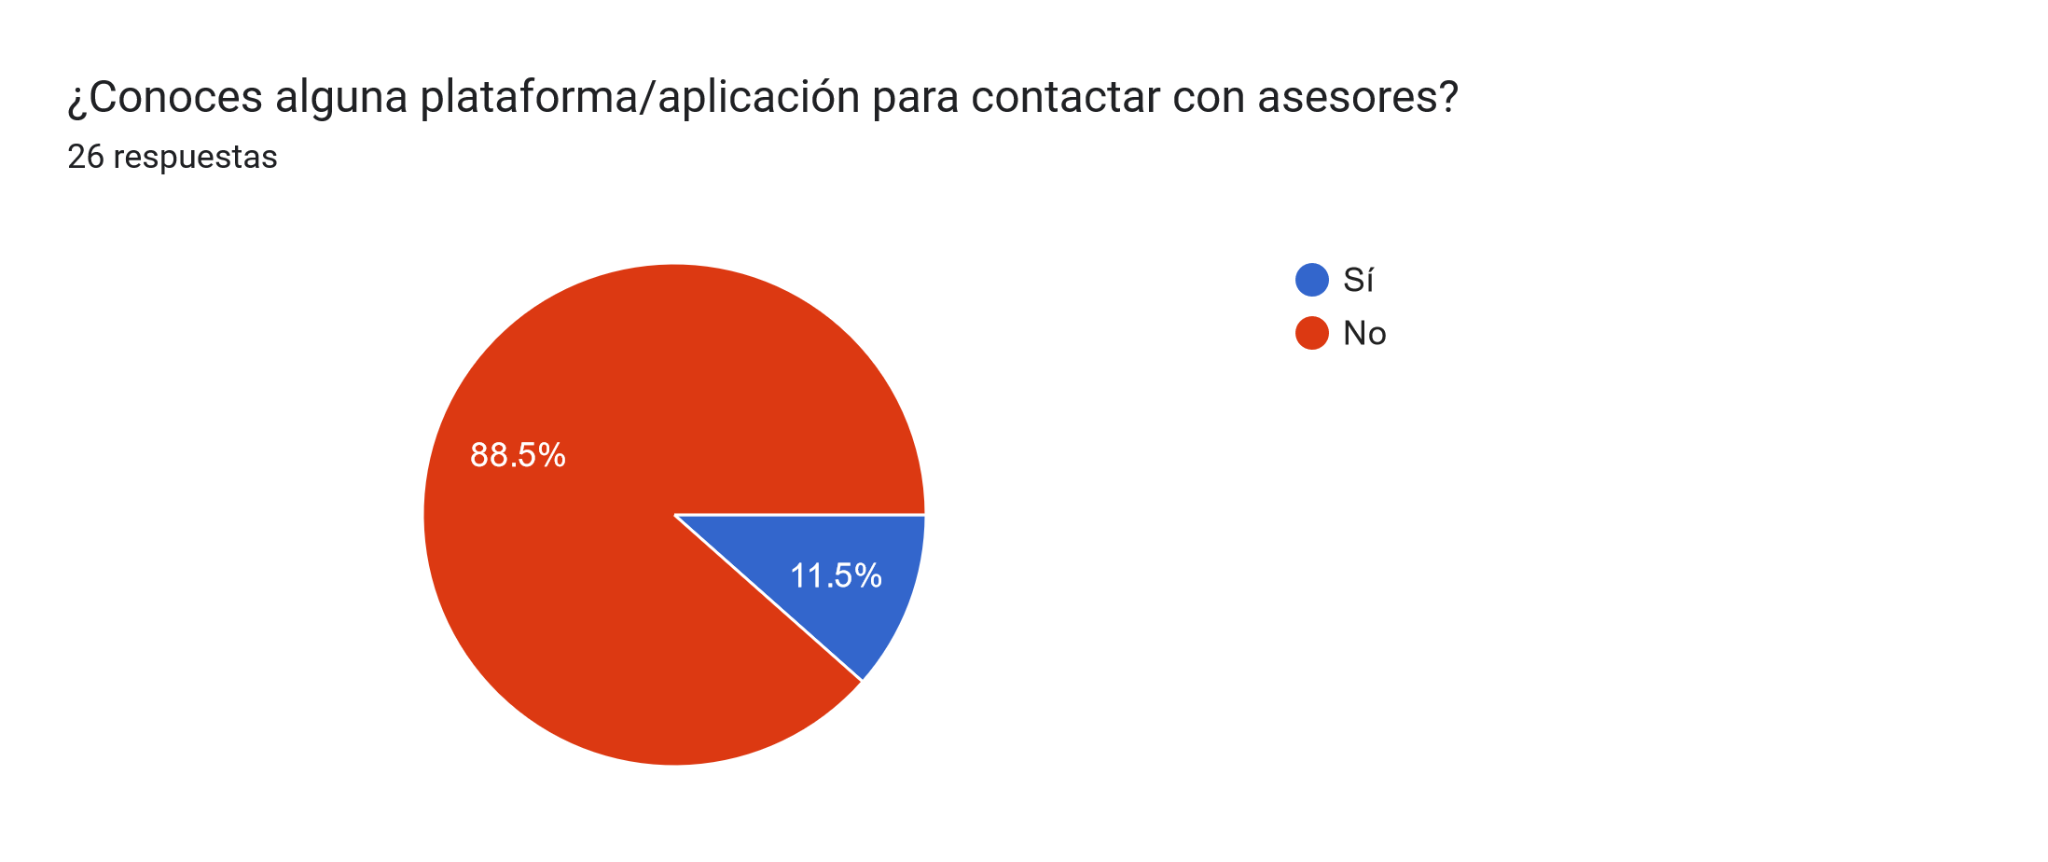 ¿Conoces alguna plataforma/aplicación para contactar con asesores?
26 respuestas
Sí
No
88.5%
11.5%